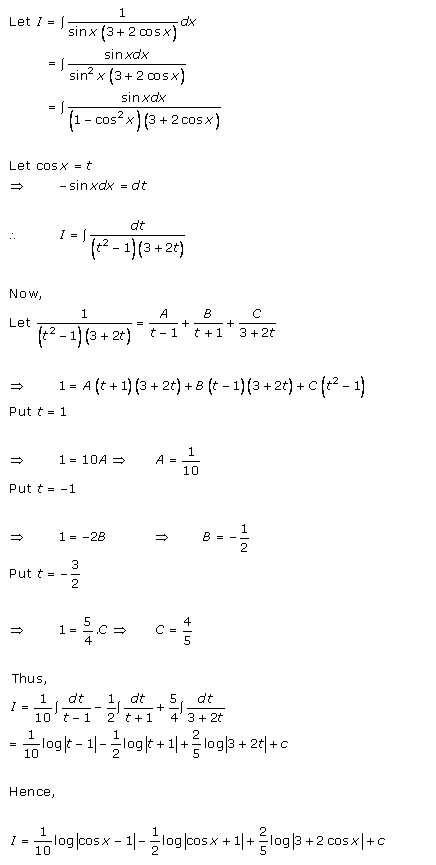 Let I = ∫ 1/(sin x (3+2 cos x)) dx
= ∫ sin xdx/(sin² x (3+2 cos x))
= ∫ sin xdx/((1−cos² x)(3+2 cos x))
Let cos x = t
⇒ −sin xdx = dt
∴ I = ∫ dt/((t²−1)(3+2t))
Now,
Let 1/((t²−1)(3+2t)) = A/(t−1) + B/(t+1) + C/(3+2t)
⇒ 1 = A(t+1)(3+2t) + B(t−1)(3+2t) + C(t²−1)
Put t = 1
⇒ 1 = 10A ⇒ A = 1/10
Put t = −1
⇒ 1 = −2B ⇒ B = −1/2
Put t = −3/2
⇒ 1 = 5/4 .C ⇒ C = 4/5
Thus,
I = 1/10 ∫ dt/(t−1) − 1/2 ∫ dt/(t+1) + 5/4 ∫ dt/(3+2t)
= 1/10 log|t−1| − 1/2 log|t+1| + 2/5 log|3+2t| + c
Hence,
I = 1/10 log|cos x−1| − 1/2 log|cos x+1| + 2/5 log|3+2 cos x| + c